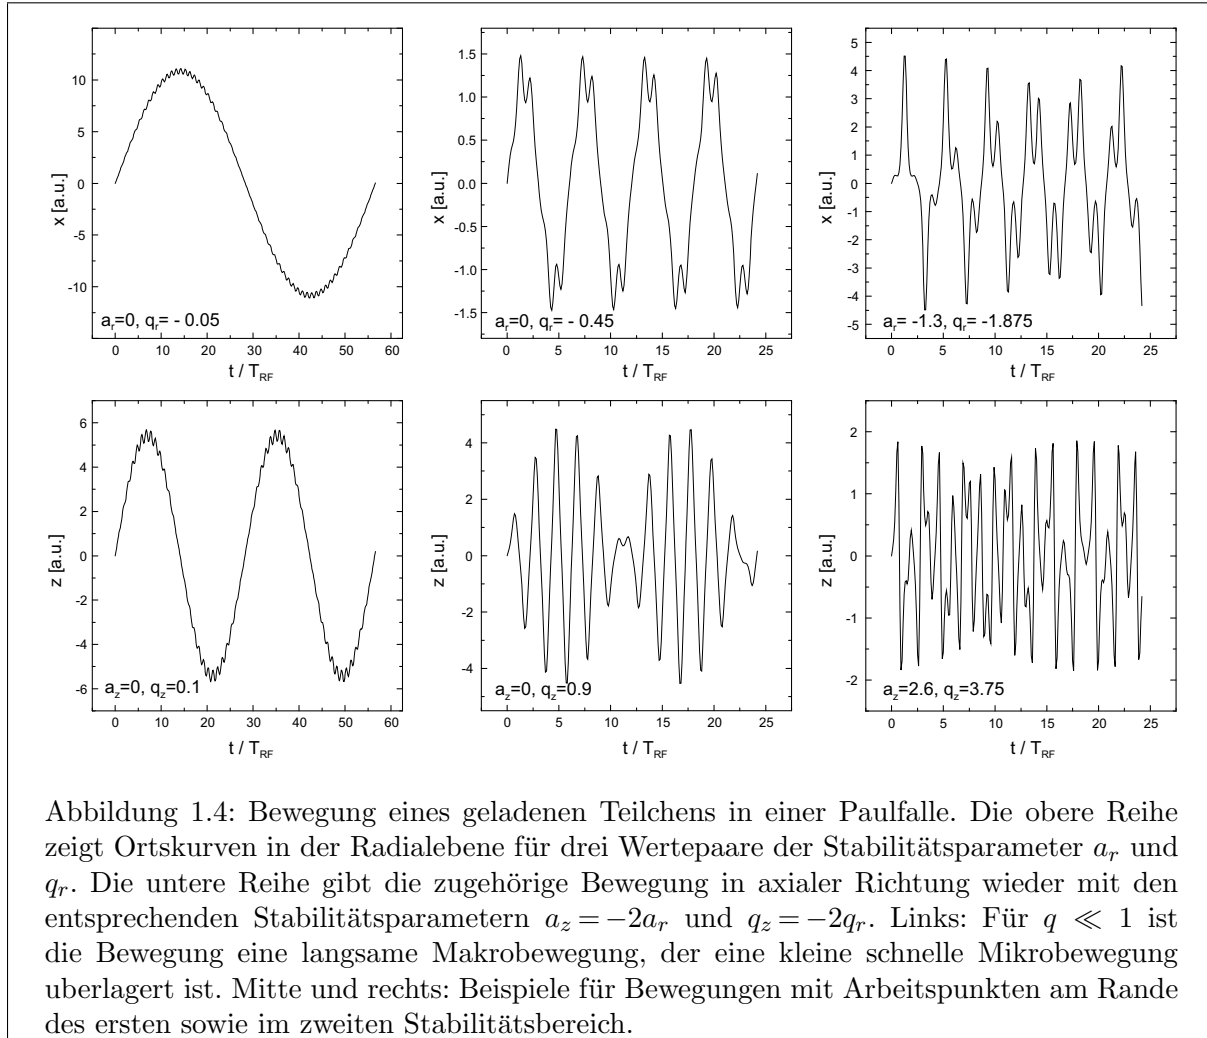 10
0
-10
x [a.u.]
a_r=0, q_r= - 0.05
0 10 20 30 40 50 60
t / T_RF
1.5
1.0
0.5
0.0
-0.5
-1.0
-1.5
x [a.u.]
a_r=0, q_r= - 0.45
0 5 10 15 20 25
t / T_RF
5
4
3
2
1
0
-1
-2
-3
-4
-5
x [a.u.]
a_r= -1.3, q_r= -1.875
0 5 10 15 20 25
t / T_RF
6
4
2
0
-2
-4
-6
z [a.u.]
a_z=0, q_z=0.1
0 10 20 30 40 50 60
t / T_RF
4
2
0
-2
-4
z [a.u.]
a_z=0, q_z=0.9
0 5 10 15 20 25
t / T_RF
2
1
0
-1
-2
z [a.u.]
a_z=2.6, q_z=3.75
0 5 10 15 20 25
t / T_RF
Abbildung 1.4: Bewegung eines geladenen Teilchens in einer Paulfalle. Die obere Reihe
zeigt Ortskurven in der Radialebene für drei Wertepaare der Stabilitätsparameter a_r und
q_r. Die untere Reihe gibt die zugehörige Bewegung in axialer Richtung wieder mit den
entsprechenden Stabilitätsparametern a_z = −2a_r und q_z = −2q_r. Links: Für q ≪ 1 ist
die Bewegung eine langsame Makrobewegung, der eine kleine schnelle Mikrobewegung
uberlagert ist. Mitte und rechts: Beispiele für Bewegungen mit Arbeitspunkten am Rande
des ersten sowie im zweiten Stabilitätsbereich.